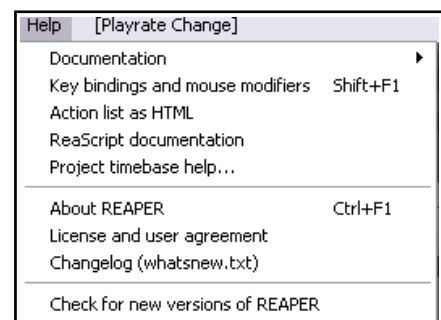 Help [Playrate Change]
Documentation
Key bindings and mouse modifiers Shift+F1
Action list as HTML
ReaScript documentation
Project timebase help...
About REAPER Ctrl+F1
License and user agreement
Changelog (whatsnew.txt)
Check for new versions of REAPER